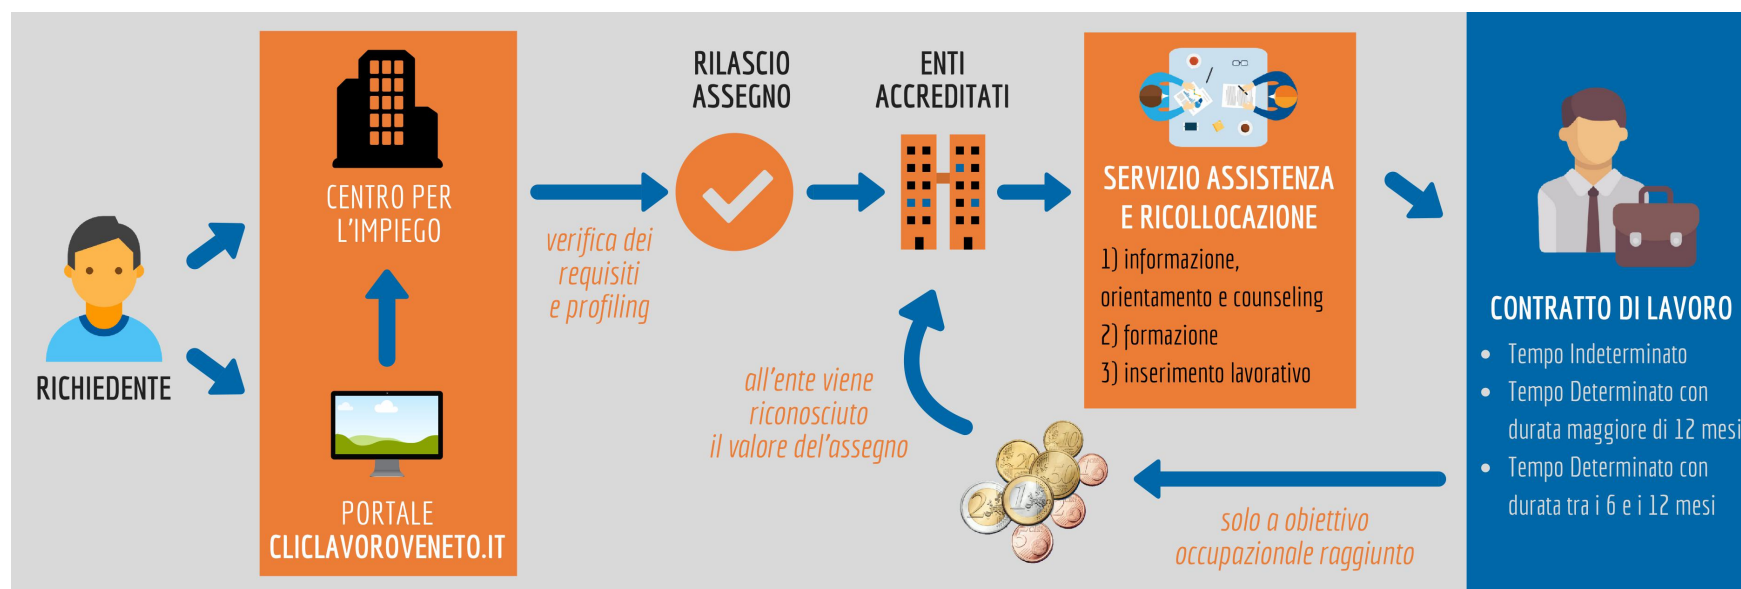 RICHIEDENTE
CENTRO PER
L'IMPIEGO
PORTALE
CLICLAVOROVENETO.IT
verifica dei
requisiti
e profiling
RILASCIO
ASSEGNO
ENTI
ACCREDITATI
all'ente viene
riconosciuto
il valore del'assegno
SERVIZIO ASSISTENZA
E RICOLLOCAZIONE
1) informazione,
orientamento e counseling
2) formazione
3) inserimento lavorativo
solo a obiettivo
occupazionale raggiunto
CONTRATTO DI LAVORO
• Tempo Indeterminato
• Tempo Determinato con
durata maggiore di 12 mesi
• Tempo Determinato con
durata tra i 6 e i 12 mesi